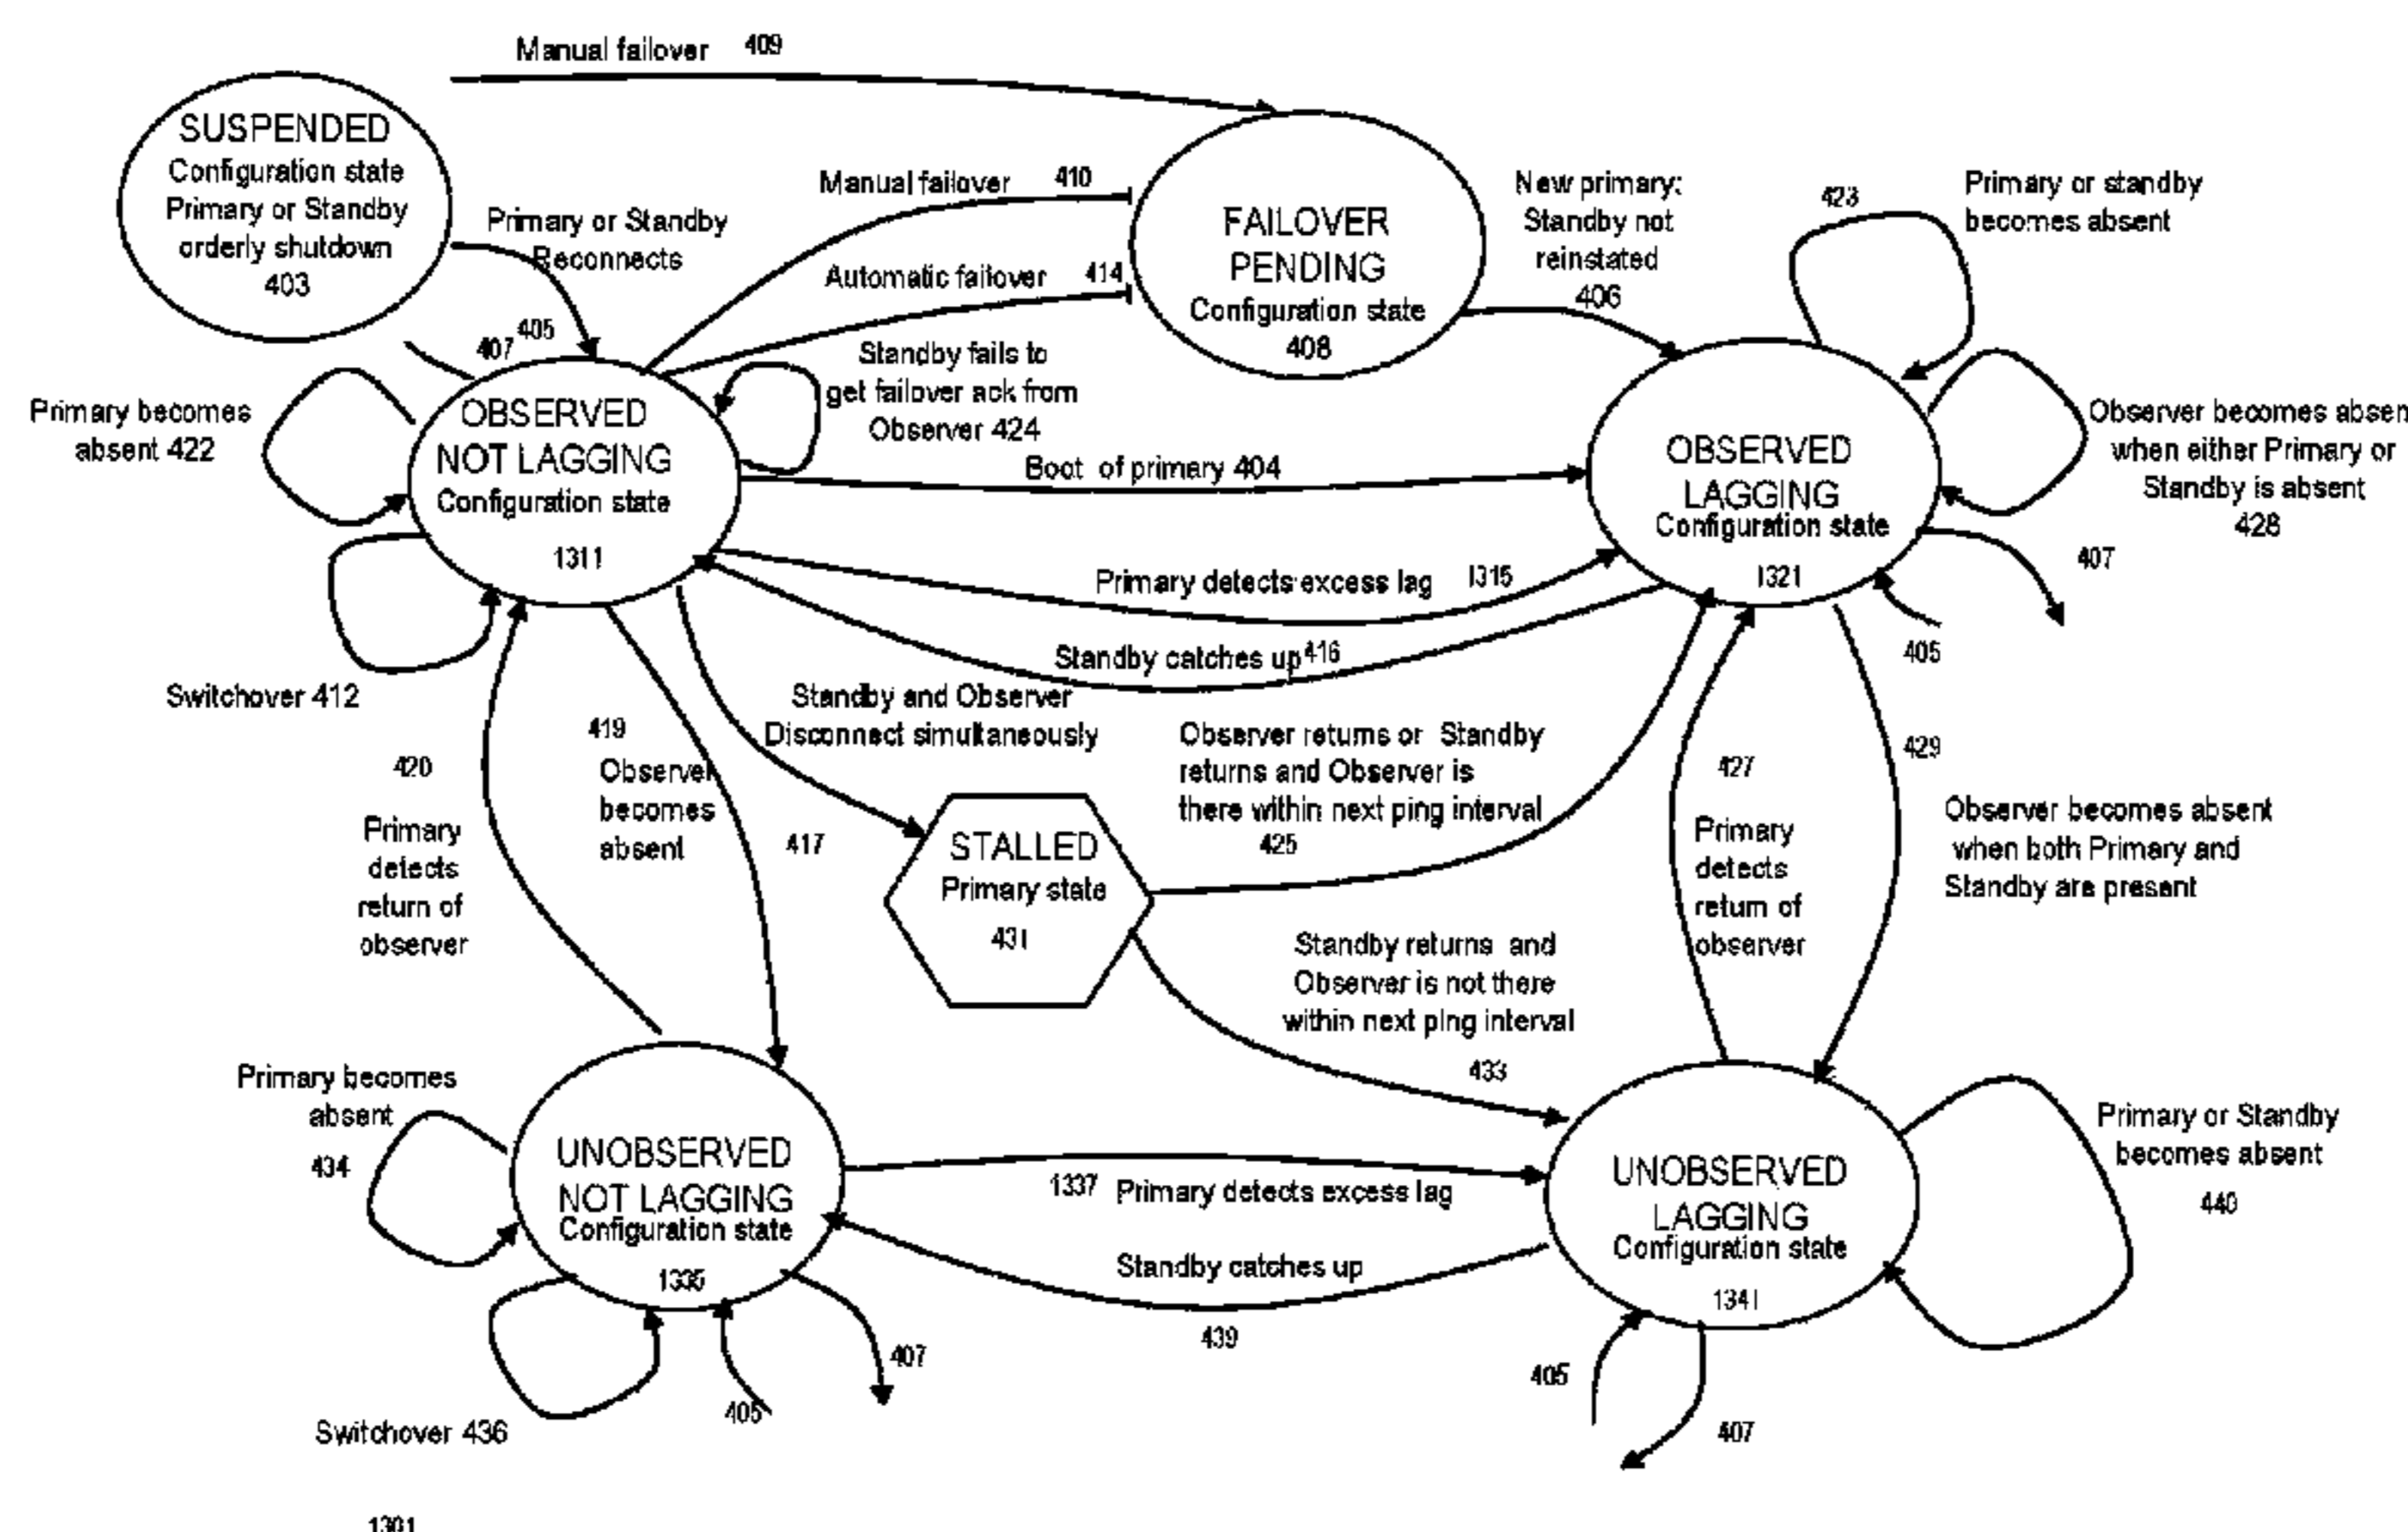 Manual failover 409
SUSPENDED
Configuration state
Primary or Standby
orderly shutdown
403
Primary or Standby
Reconnects
405
407
Manual failover 410
Automatic failover 414
FAILOVER
PENDING
Configuration state
408
New primary:
Standby not
reinstated
406
423
Primary or standby
becomes absent
Primary becomes
absent 422
OBSERVED
NOT LAGGING
Configuration state
1311
Standby fails to
get failover ack from
Observer 424
Boot of primary 404
OBSERVED
LAGGING
Configuration state
1321
Observer becomes absen
when either Primary or
Standby is absent
428
407
405
Primary detects excess lag 1315
Standby catches up 416
Switchover 412
Standby and Observer
Disconnect simultaneously
417
419
Observer
becomes
absent
420
Primary
detects
return of
observer
STALLED
Primary state
431
Observer returns or Standby
returns and Observer is
there within next ping interval
425
427
Primary
detects
return of
observer
429
Observer becomes absent
when both Primary and
Standby are present
Standby returns and
Observer is not there
within next ping interval
433
Primary becomes
absent
434
UNOBSERVED
NOT LAGGING
Configuration state
1335
1337 Primary detects excess lag
Standby catches up
439
UNOBSERVED
LAGGING
Configuration state
1341
Primary or Standby
becomes absent
440
Switchover 436
405
407
405
407
1301